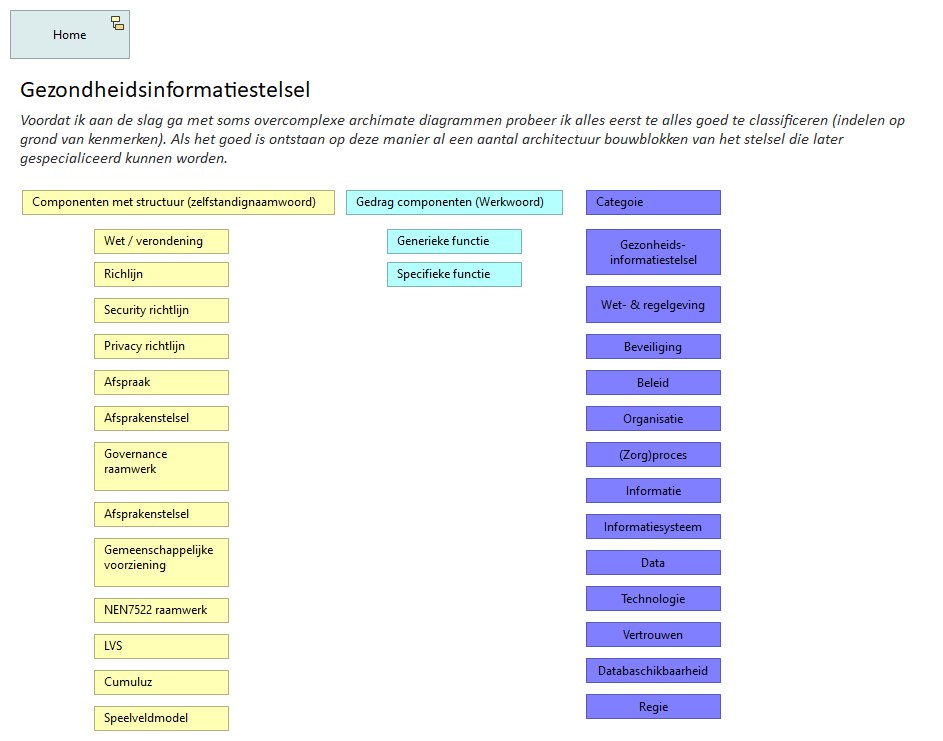 Home
Gezondheidsinformatiestelsel
Voordat ik aan de slag ga met soms overcomplexe archimate diagrammen probeer ik alles eerst te alles goed te classificeren (indelen op
grond van kenmerken). Als het goed is ontstaan op deze manier al een aantal architectuur bouwblokken van het stelsel die later
gespecialiceerd kunnen worden.
Componenten met structuur (zelfstandignaamwoord)
Wet / verondening
Richlijn
Security richtlijn
Privacy richtlijn
Afspraak
Afsprakenstelsel
Governance
raamwerk
Afsprakenstelsel
Gemeenschappelijke
voorziening
NEN7522 raamwerk
LVS
Cumuluz
Speelveldmodel
Gedrag componenten (Werkwoord)
Generieke functie
Specifieke functie
Categoie
Gezonheids-
informatiestelsel
Wet- & regelgeving
Beveiliging
Beleid
Organisatie
(Zorg)proces
Informatie
Informatiesysteem
Data
Technologie
Vertrouwen
Databaschikbaarheid
Regie